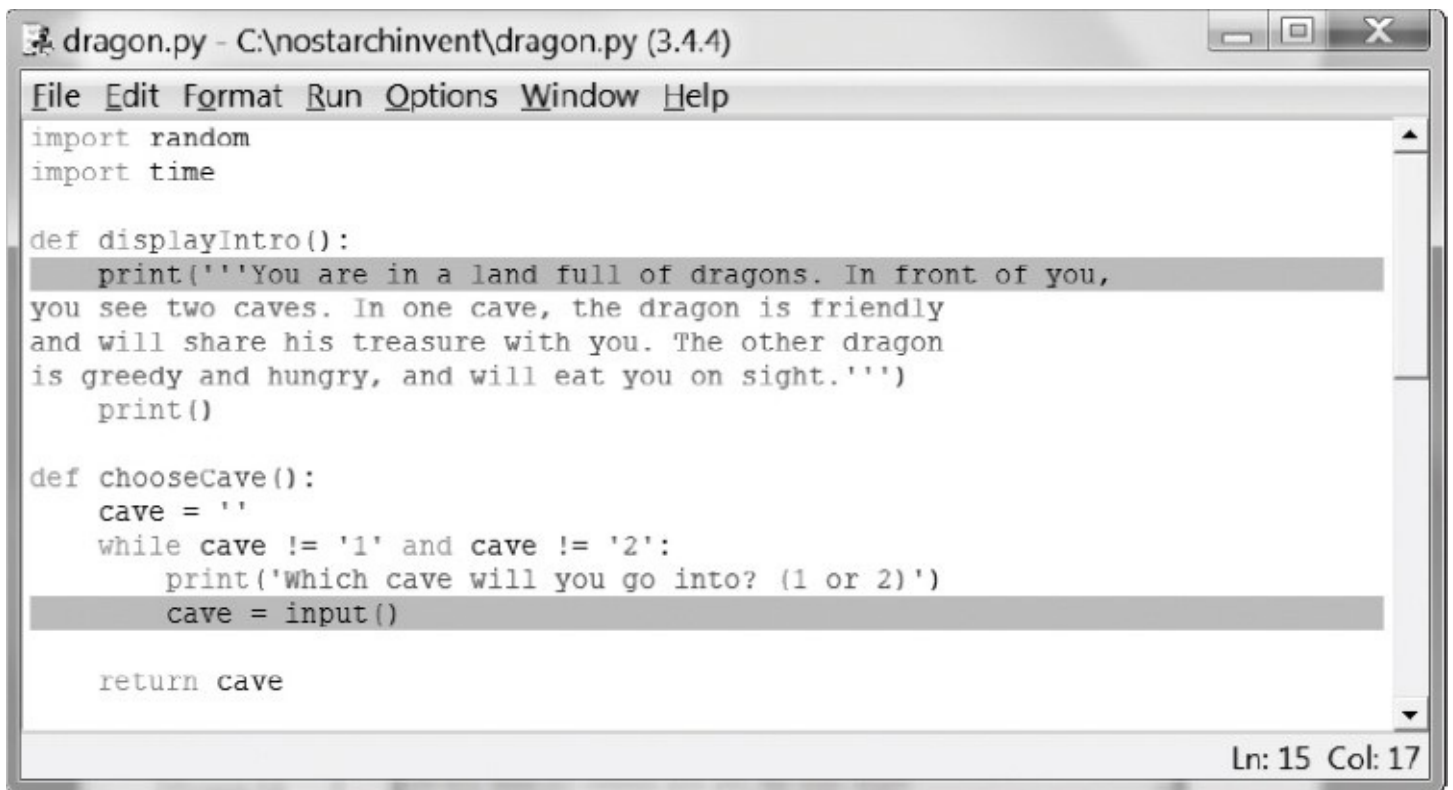 dragon.py - C:\nostarchinvent\dragon.py (3.4.4)
File Edit Format Run Options Window Help
import random
import time

def displayIntro():
    print('''You are in a land full of dragons. In front of you,
you see two caves. In one cave, the dragon is friendly
and will share his treasure with you. The other dragon
is greedy and hungry, and will eat you on sight.''')
    print()

def chooseCave():
    cave = ''
    while cave != '1' and cave != '2':
        print('Which cave will you go into? (1 or 2)')
        cave = input()

    return cave
Ln: 15 Col: 17